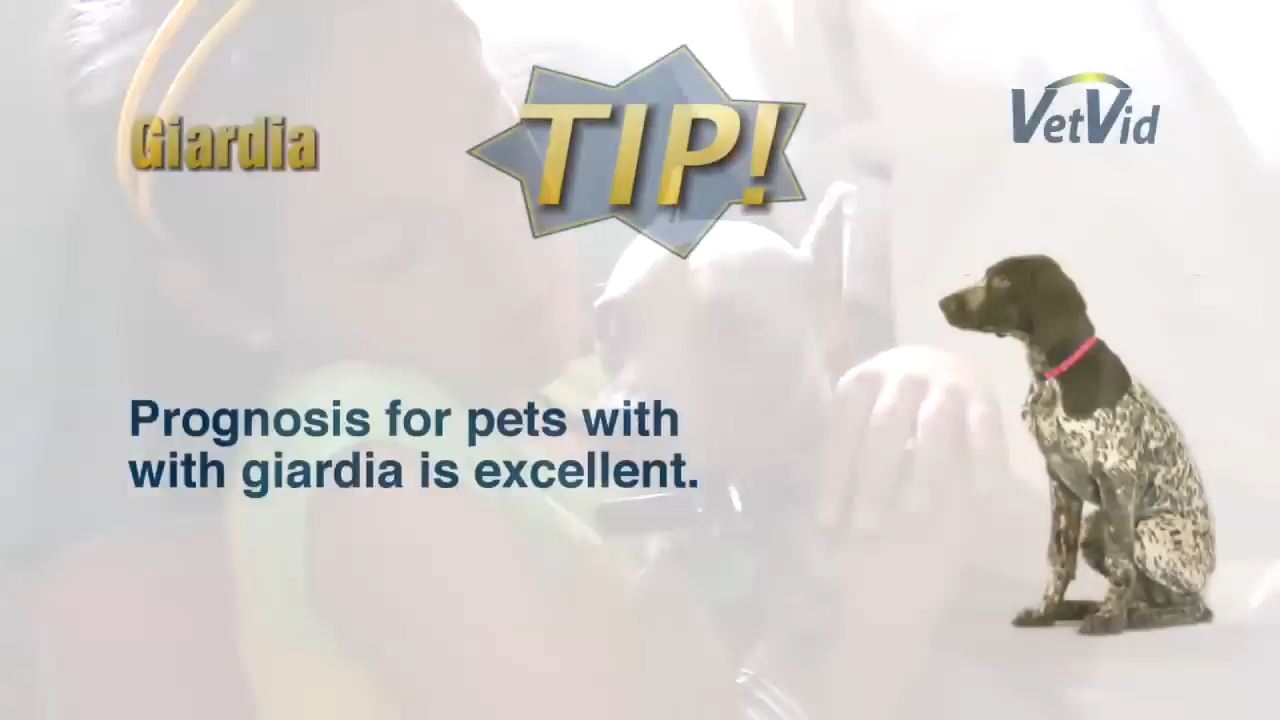 Giardia
TIP!
VetVid
Prognosis for pets with
with giardia is excellent.